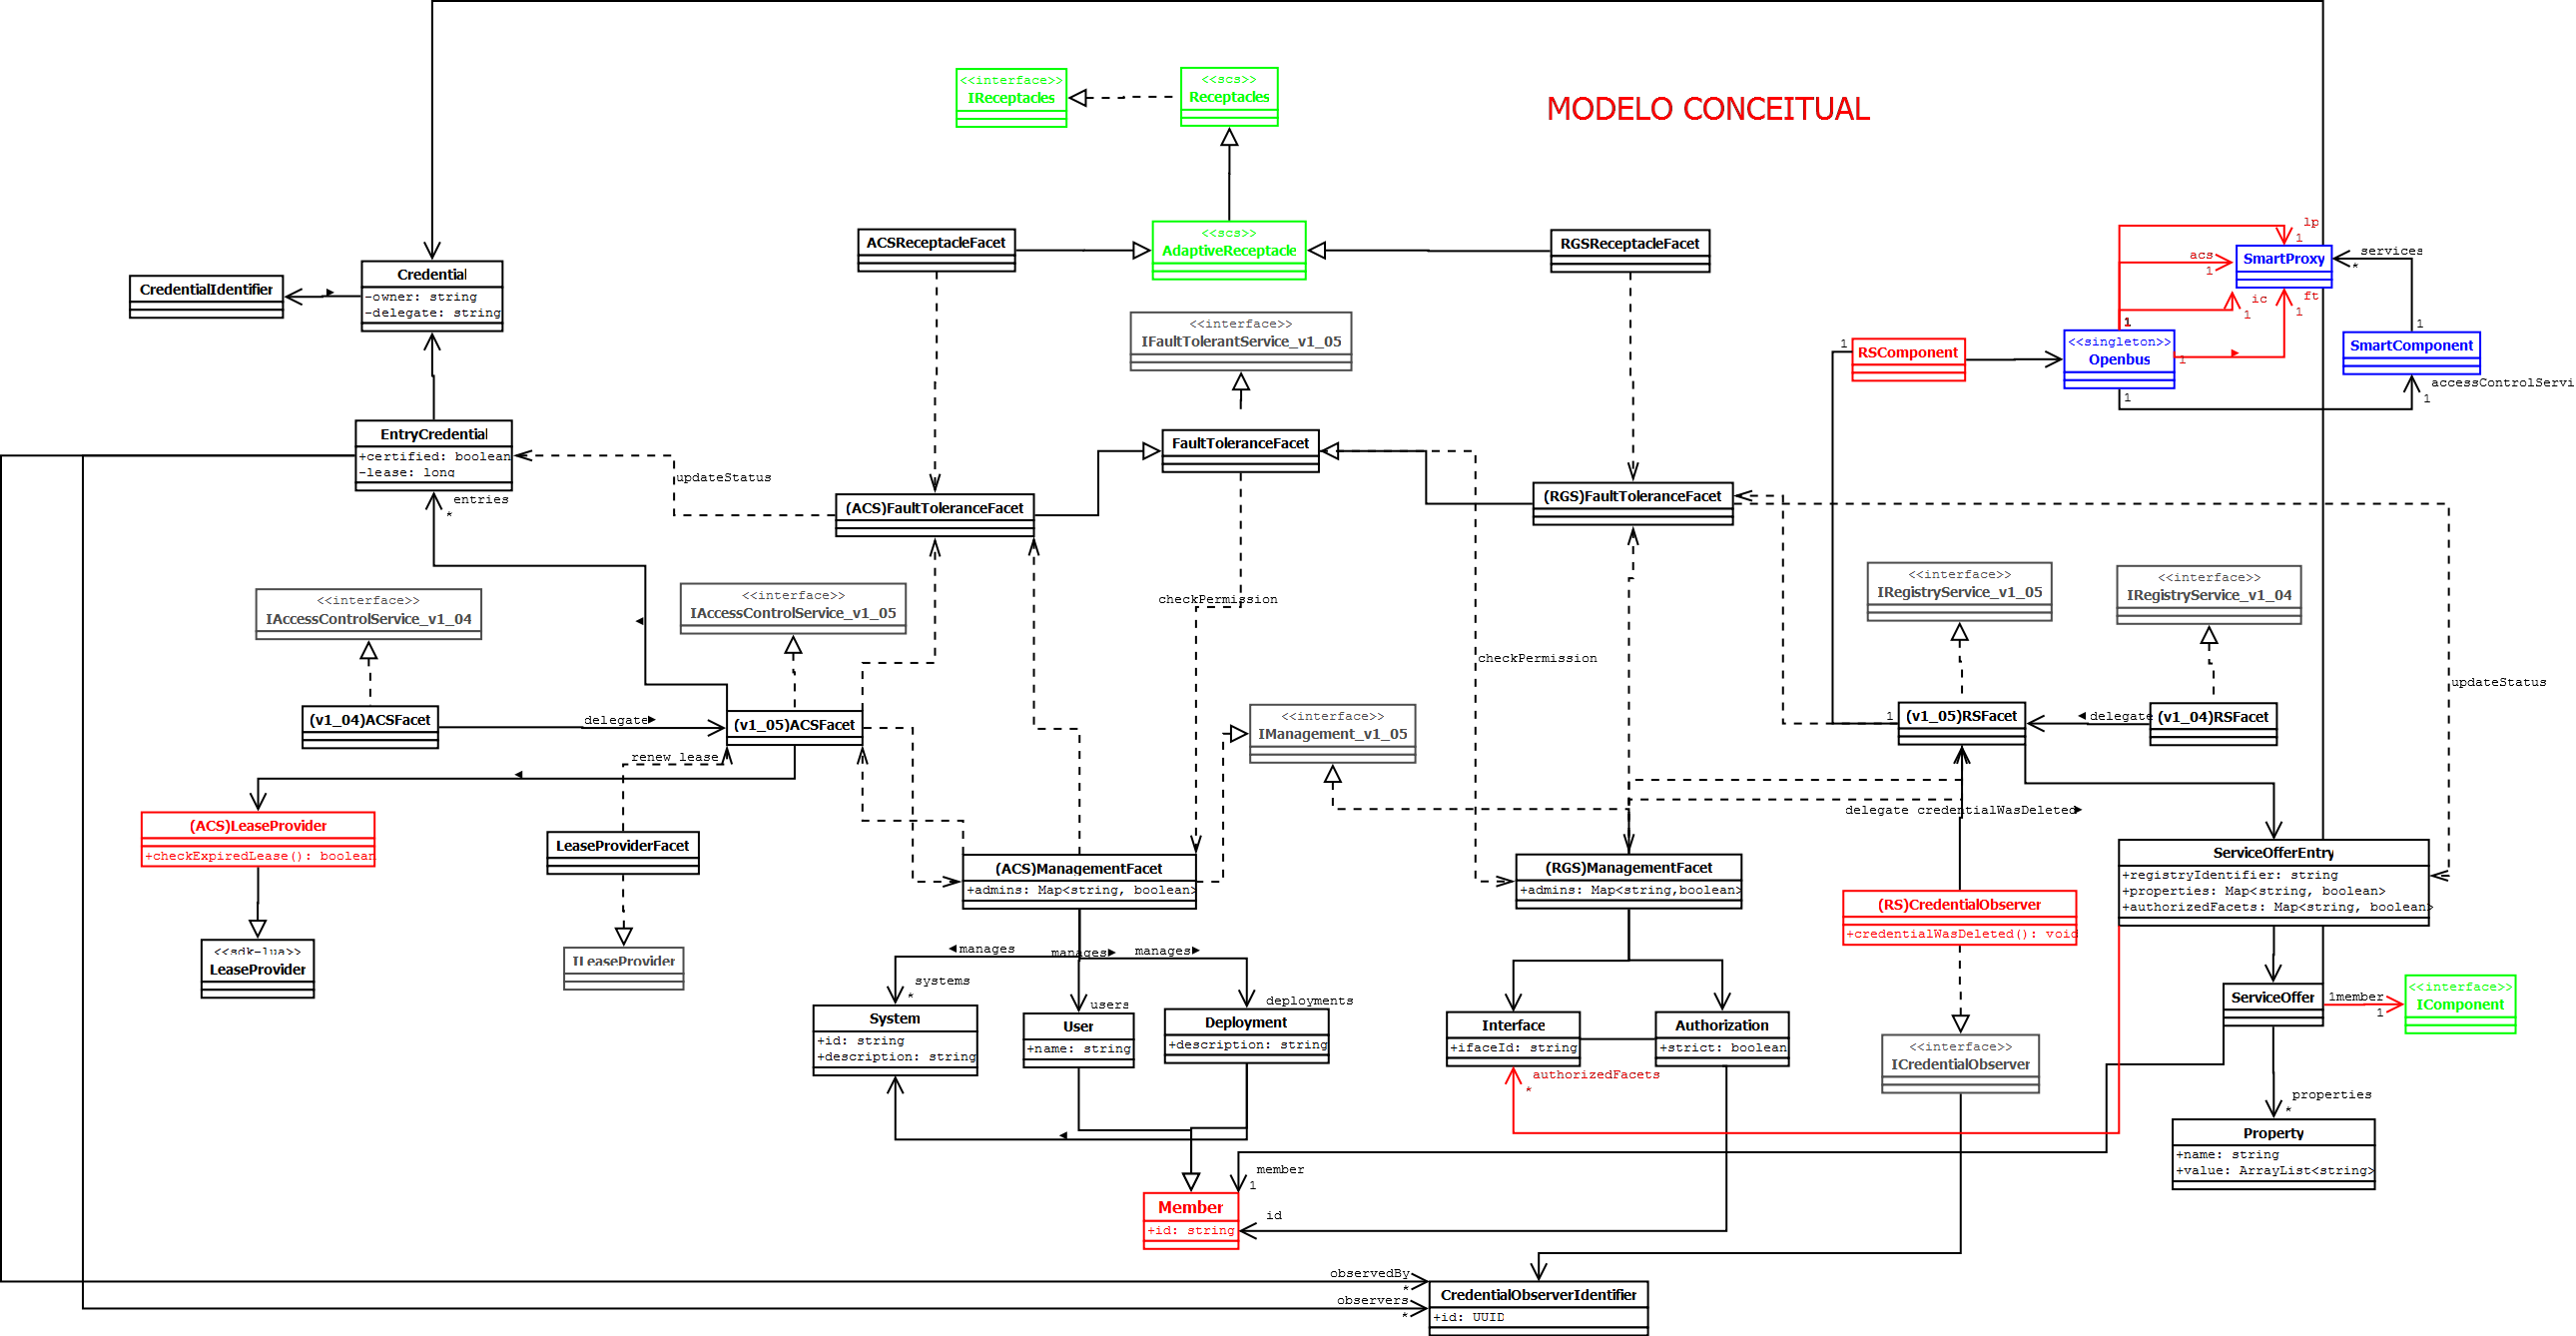 MODELO CONCEITUAL
<<interface>>
IReceptacles
<<scs>>
Receptacles
ACSReceptacleFacet
<<scs>>
AdaptiveReceptacle
RGSReceptacleFacet
lp
1
acs
1
SmartProxy
services
*
ic
1
ft
1
CredentialIdentifier
Credential
-owner: string
-delegate: string
<<interface>>
IFaultTolerantService_v1_05
1
RSComponent
1
<<singleton>>
Openbus
1
1
1
SmartComponent
accessControlServi
1
EntryCredential
+certified: boolean
-lease: long
entries
*
updateStatus
FaultToleranceFacet
(ACS)FaultToleranceFacet
(RGS)FaultToleranceFacet
<<interface>>
IAccessControlService_v1_04
<<interface>>
IAccessControlService_v1_05
checkPermission
checkPermission
<<interface>>
IRegistryService_v1_05
<<interface>>
IRegistryService_v1_04
updateStatus
(v1_04)ACSFacet
delegate
(v1_05)ACSFacet
renew lease
<<interface>>
IManagement_v1_05
1
(v1_05)RSFacet
delegate
(v1_04)RSFacet
(ACS)LeaseProvider
+checkExpiredLease(): boolean
LeaseProviderFacet
delegate credentialWasDeleted
(ACS)ManagementFacet
+admins: Map<string, boolean>
(RGS)ManagementFacet
+admins: Map<string,boolean>
ServiceOfferEntry
+registryIdentifier: string
+properties: Map<string, boolean>
+authorizedFacets: Map<string, boolean>
(RS)CredentialObserver
+credentialWasDeleted(): void
<<sdk-lua>>
LeaseProvider
ILeaseProvider
manages
manages
manages
systems
*
users
deployments
System
+id: string
+description: string
User
+name: string
Deployment
+description: string
Interface
+ifaceId: string
Authorization
+strict: boolean
authorizedFacets
*
<<interface>>
ICredentialObserver
ServiceOffer
1member
1
<<interface>>
IComponent
properties
*
Property
+name: string
+value: ArrayList<string>
member
1
Member
+id: string
id
observedBy
*
observers
*
CredentialObserverIdentifier
+id: UUID